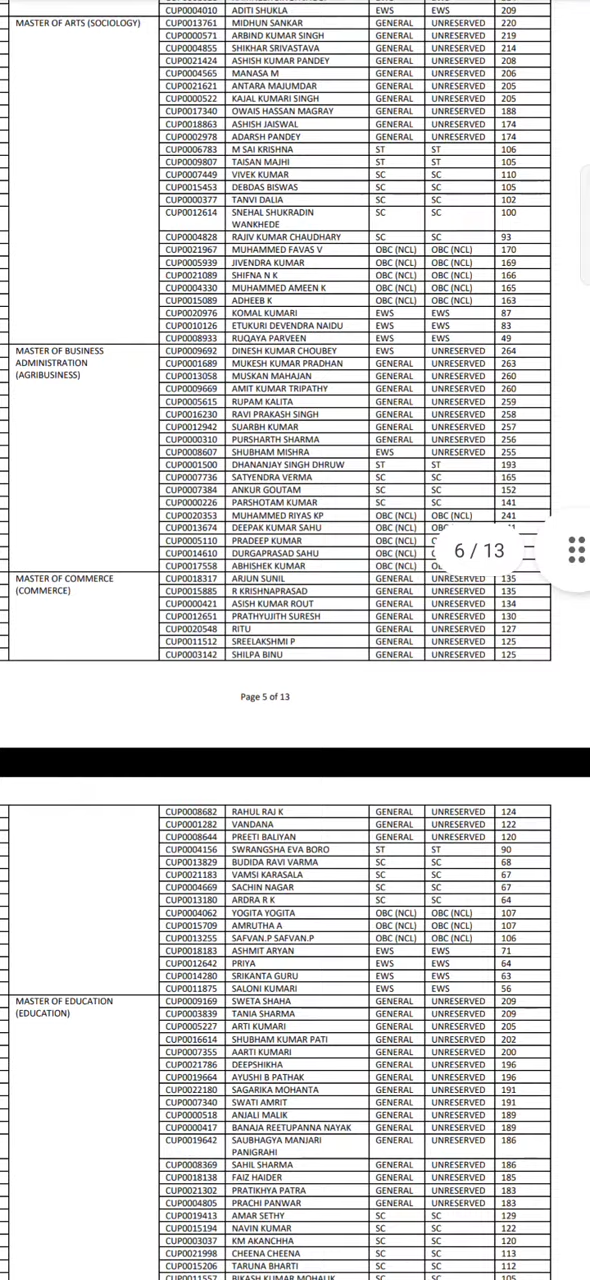 CUP0004010 ADITI SHUKLA EWS EWS 209
MASTER OF ARTS (SOCIOLOGY) CUP0013761 MIDHUN SANKAR GENERAL UNRESERVED 220
CUP0000571 ARBIND KUMAR SINGH GENERAL UNRESERVED 219
CUP0004855 SHIKHAR SRIVASTAVA GENERAL UNRESERVED 214
CUP0021424 ASHISH KUMAR PANDEY GENERAL UNRESERVED 208
CUP0004565 MANASA M GENERAL UNRESERVED 206
CUP0021621 ANTARA MAJUMDAR GENERAL UNRESERVED 205
CUP0000522 KAJAL KUMARI SINGH GENERAL UNRESERVED 205
CUP0017340 OWAIS HASSAN MAGRAY GENERAL UNRESERVED 188
CUP0018863 ASHISH JAISWAL GENERAL UNRESERVED 174
CUP0002978 ADARSH PANDEY GENERAL UNRESERVED 174
CUP0006783 M SAI KRISHNA ST ST 106
CUP0009807 TAISAN MAJHI ST ST 105
CUP0007449 VIVEK KUMAR SC SC 110
CUP0015453 DEBDAS BISWAS SC SC 105
CUP0000377 TANVI DALIA SC SC 102
CUP0012614 SNEHAL SHUKRADIN SC SC 100
WANKHEDE
CUP0004828 RAJIV KUMAR CHAUDHARY SC SC 93
CUP0021967 MUHAMMED FAVAS V OBC (NCL) OBC (NCL) 170
CUP0005939 JIVENDRA KUMAR OBC (NCL) OBC (NCL) 169
CUP0021089 SHIFNA N K OBC (NCL) OBC (NCL) 166
CUP0004330 MUHAMMED AMEEN K OBC (NCL) OBC (NCL) 165
CUP0015089 ADHEEB K OBC (NCL) OBC (NCL) 163
CUP0020976 KOMAL KUMARI EWS EWS 87
CUP0010126 ETUKURI DEVENDRA NAIDU EWS EWS 83
CUP0008933 RUQAYA PARVEEN EWS EWS 49
MASTER OF BUSINESS CUP0009692 DINESH KUMAR CHOUBEY EWS UNRESERVED 264
ADMINISTRATION CUP0001689 MUKESH KUMAR PRADHAN GENERAL UNRESERVED 263
(AGRIBUSINESS) CUP0013058 MUSKAN MAHAJAN GENERAL UNRESERVED 260
CUP0009669 AMIT KUMAR TRIPATHY GENERAL UNRESERVED 260
CUP0005615 RUPAM KALITA GENERAL UNRESERVED 259
CUP0016230 RAVI PRAKASH SINGH GENERAL UNRESERVED 258
CUP0012942 SUARBH KUMAR GENERAL UNRESERVED 257
CUP0000310 PURSHARTH SHARMA GENERAL UNRESERVED 256
CUP0008607 SHUBHAM MISHRA EWS UNRESERVED 255
CUP0001500 DHANANJAY SINGH DHRUW ST ST 193
CUP0007736 SATYENDRA VERMA SC SC 165
CUP0007384 ANKUR GOUTAM SC SC 152
CUP0000226 PARSHOTAM KUMAR SC SC 141
CUP0020353 MUHAMMED RIYAS KP OBC (NCL) OBC (NCL) 241
CUP0013674 DEEPAK KUMAR SAHU OBC (NCL)
CUP0005110 PRADEEP KUMAR OBC (NCL)
6 / 13
CUP0014610 DURGAPRASAD SAHU OBC (NCL)
CUP0017558 ABHISHEK KUMAR OBC (NCL)
MASTER OF COMMERCE CUP0018317 ARJUN SUNIL GENERAL UNRESERVED 135
(COMMERCE) CUP0015885 R KRISHNAPRASAD GENERAL UNRESERVED 135
CUP0000421 ASISH KUMAR ROUT GENERAL UNRESERVED 134
CUP0012651 PRATHYUJITH SURESH GENERAL UNRESERVED 130
CUP0020548 RITU GENERAL UNRESERVED 127
CUP0011512 SREELAKSHMI P GENERAL UNRESERVED 125
CUP0003142 SHILPA BINU GENERAL UNRESERVED 125
Page 5 of 13
CUP0008682 RAHUL RAJ K GENERAL UNRESERVED 124
CUP0001282 VANDANA GENERAL UNRESERVED 122
CUP0008644 PREETI BALIYAN GENERAL UNRESERVED 120
CUP0004156 SWRANGSHA EVA BORO ST ST 90
CUP0013829 BUDIDA RAVI VARMA SC SC 68
CUP0021183 VAMSI KARASALA SC SC 67
CUP0004669 SACHIN NAGAR SC SC 67
CUP0013180 ARDRA R K SC SC 64
CUP0004062 YOGITA YOGITA OBC (NCL) OBC (NCL) 107
CUP0015709 AMRUTHA A OBC (NCL) OBC (NCL) 107
CUP0013255 SAFVAN.P SAFVAN.P OBC (NCL) OBC (NCL) 106
CUP0018183 ASHMIT ARYAN EWS EWS 71
CUP0012642 PRIYA EWS EWS 64
CUP0014280 SRIKANTA GURU EWS EWS 63
CUP0011875 SALONI KUMARI EWS EWS 56
MASTER OF EDUCATION CUP0009169 SWETA SHAHA GENERAL UNRESERVED 209
(EDUCATION) CUP0003839 TANIA SHARMA GENERAL UNRESERVED 209
CUP0005227 ARTI KUMARI GENERAL UNRESERVED 205
CUP0016614 SHUBHAM KUMAR PATI GENERAL UNRESERVED 202
CUP0007355 AARTI KUMARI GENERAL UNRESERVED 200
CUP0021786 DEEPSHIKHA GENERAL UNRESERVED 196
CUP0019664 AYUSHI B PATHAK GENERAL UNRESERVED 196
CUP0022180 SAGARIKA MOHANTA GENERAL UNRESERVED 191
CUP0007340 SWATI AMRIT GENERAL UNRESERVED 191
CUP0000518 ANJALI MALIK GENERAL UNRESERVED 189
CUP0000417 BANAJA REETUPANNA NAYAK GENERAL UNRESERVED 189
CUP0019642 SAUBHAGYA MANJARI GENERAL UNRESERVED 186
PANIGRAHI
CUP0008369 SAHIL SHARMA GENERAL UNRESERVED 186
CUP0018138 FAIZ HAIDER GENERAL UNRESERVED 185
CUP0021302 PRATIKHYA PATRA GENERAL UNRESERVED 183
CUP0004805 PRACHI PANWAR GENERAL UNRESERVED 183
CUP0019413 AMAR SETHY SC SC 129
CUP0015194 NAVIN KUMAR SC SC 122
CUP0003037 KM AKANCHHA SC SC 120
CUP0021998 CHEENA CHEENA SC SC 113
CUP0015206 TARUNA BHARTI SC SC 112
CUP0011557 BIKASH KUMAR MOHALIK SC SC 105